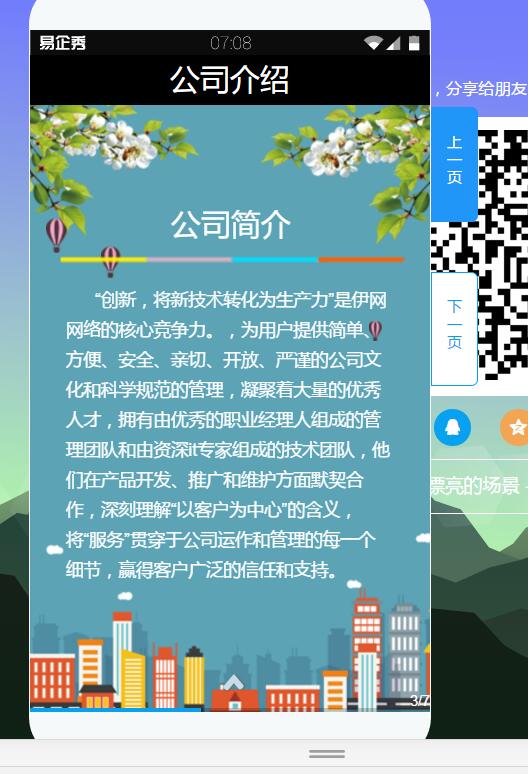 易企秀
07:08
公司介绍
，分享给朋友
上一页
公司简介
下一页
“创新，将新技术转化为生产力”是伊网
网络的核心竞争力。，为用户提供简单、
方便、安全、亲切、开放、严谨的公司文
化和科学规范的管理，凝聚着大量的优秀
人才，拥有由优秀的职业经理人组成的管
理团队和由资深it专家组成的技术团队，他
们在产品开发、推广和维护方面默契合
作，深刻理解“以客户为中心”的含义，
将“服务”贯穿于公司运作和管理的每一个
细节，赢得客户广泛的信任和支持。
漂亮的场景
3/7